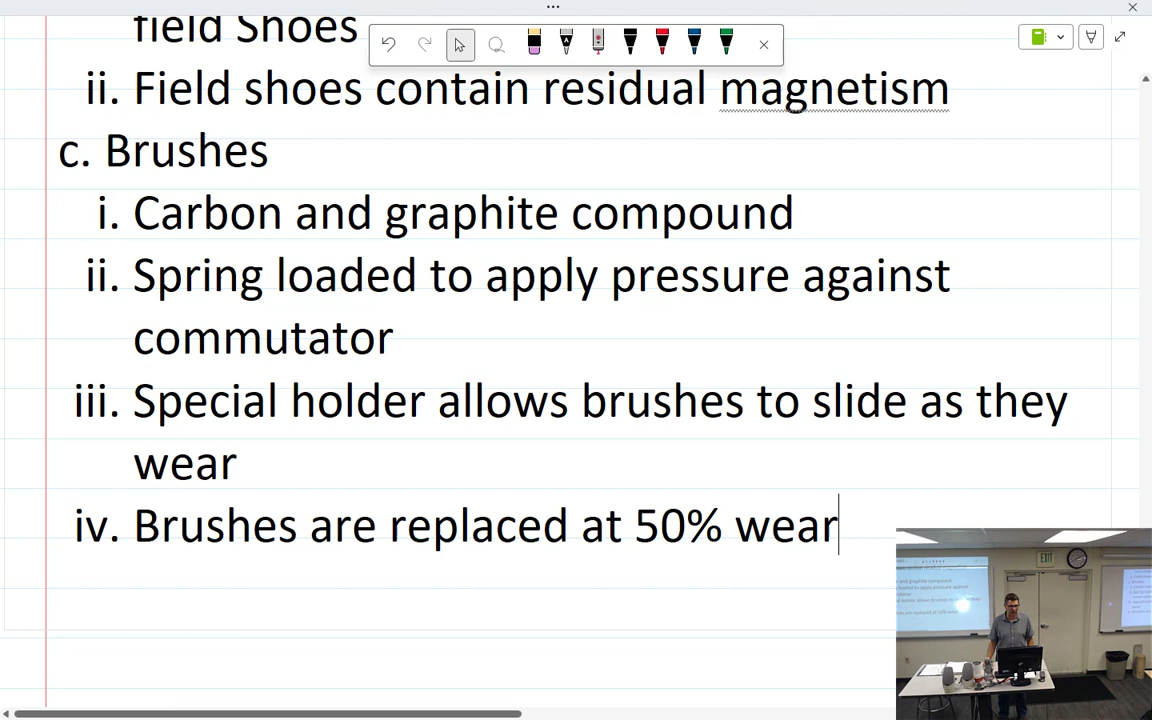 field Shoes
ii. Field shoes contain residual magnetism
c. Brushes
i. Carbon and graphite compound
ii. Spring loaded to apply pressure against
commutator
iii. Special holder allows brushes to slide as they
wear
iv. Brushes are replaced at 50% wear
EXIT